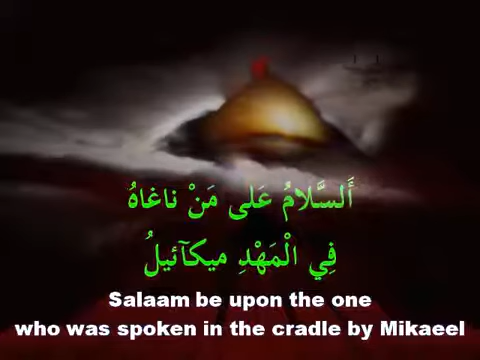 أَلسَّلامُ عَلى مَنْ ناغاهُ
فِي الْمَهْدِ ميكآئيلُ
Salaam be upon the one
who was spoken in the cradle by Mikaeel